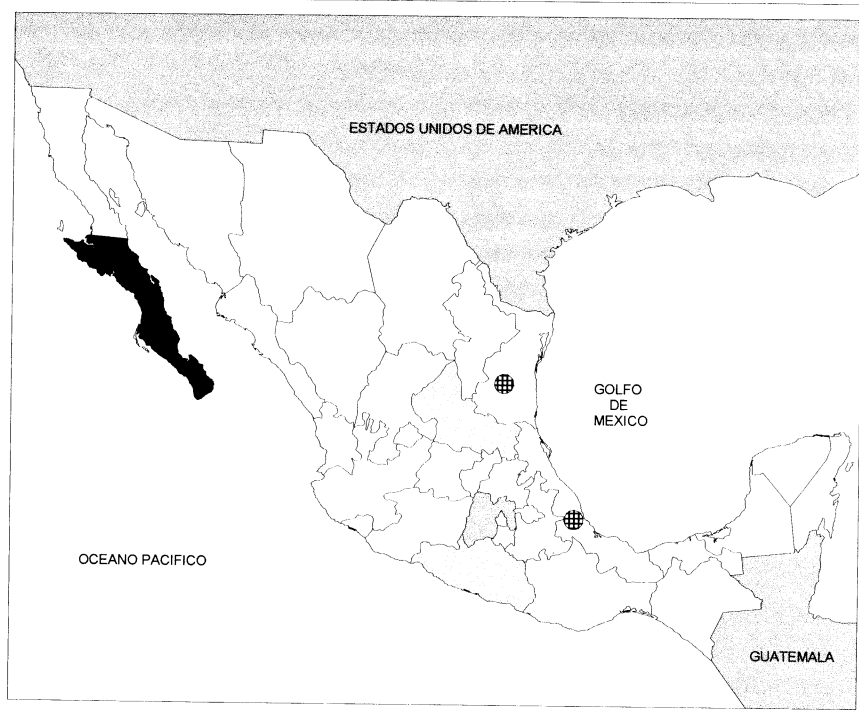 ESTADOS UNIDOS DE AMERICA
GOLFO
DE
MEXICO
OCEANO PACIFICO
GUATEMALA